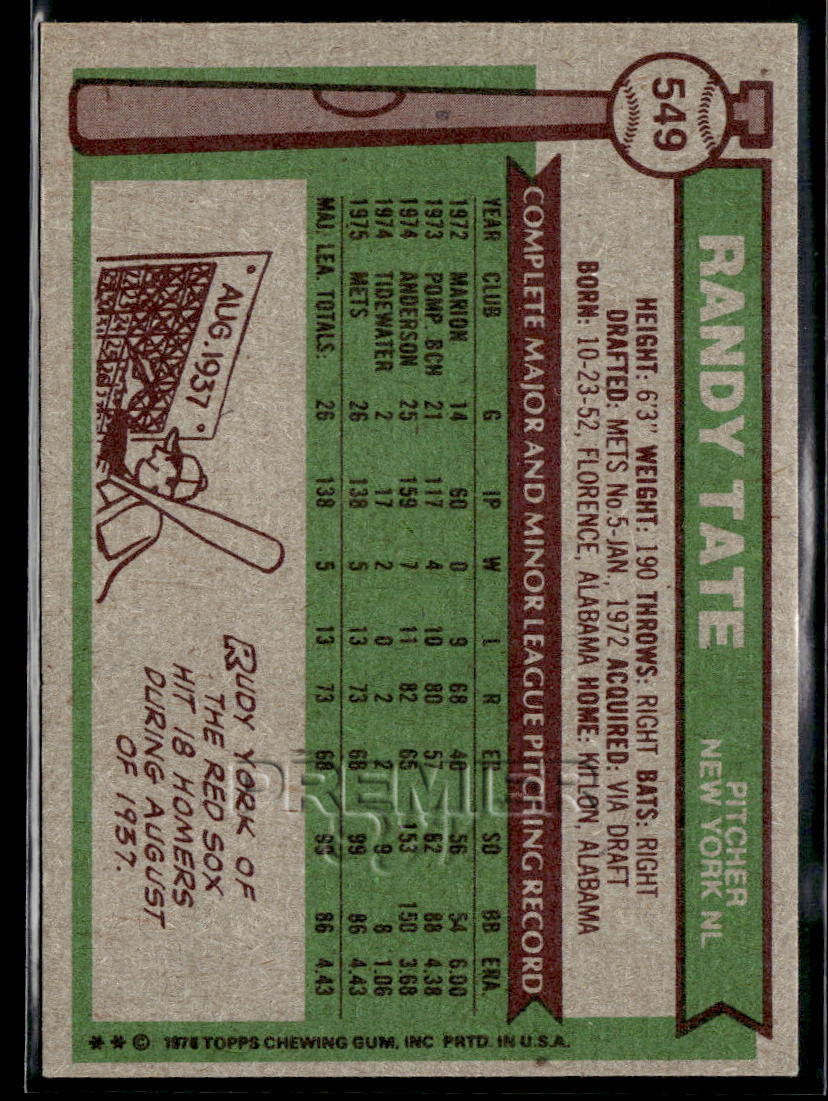 549
RANDY TATE
PITCHER
NEW YORK NL
HEIGHT: 6'3" WEIGHT: 190 THROWS: RIGHT BATS: RIGHT
DRAFTED: METS No.5-JAN., 1972 ACQUIRED: VIA DRAFT
BORN: 10-23-52, FLORENCE, ALABAMA HOME: KILLON, ALABAMA
COMPLETE MAJOR AND MINOR LEAGUE PITCHING RECORD
YEAR CLUB G IP W L R ER SO BB ERA.
1972 MARION 14 60 0 9 68 40 56 54 6.00
1973 POMP. BCH 21 117 4 10 80 57 82 88 4.38
1974 ANDERSON 25 159 7 11 82 65 153 150 3.68
1974 TIDEWATER 2 17 2 0 2 2 9 8 1.06
1975 METS 26 138 5 13 73 68 99 86 4.43
MAJ. LEA. TOTALS: 26 138 5 13 73 68 99 86 4.43
AUG. 1937
RUDY YORK OF
THE RED SOX
HIT 18 HOMERS
DURING AUGUST
OF 1937.
** © 1976 TOPPS CHEWING GUM, INC PRTD. IN U.S.A.
PREMIER